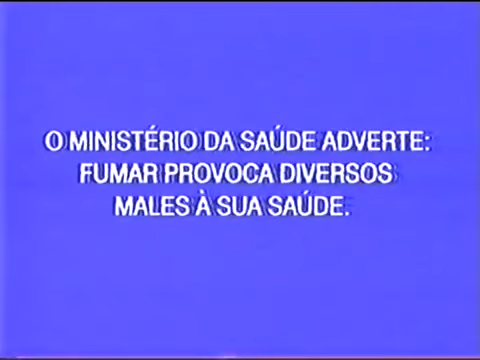 O MINISTÉRIO DA SAÚDE ADVERTE:
FUMAR PROVOCA DIVERSOS
MALES À SUA SAÚDE.